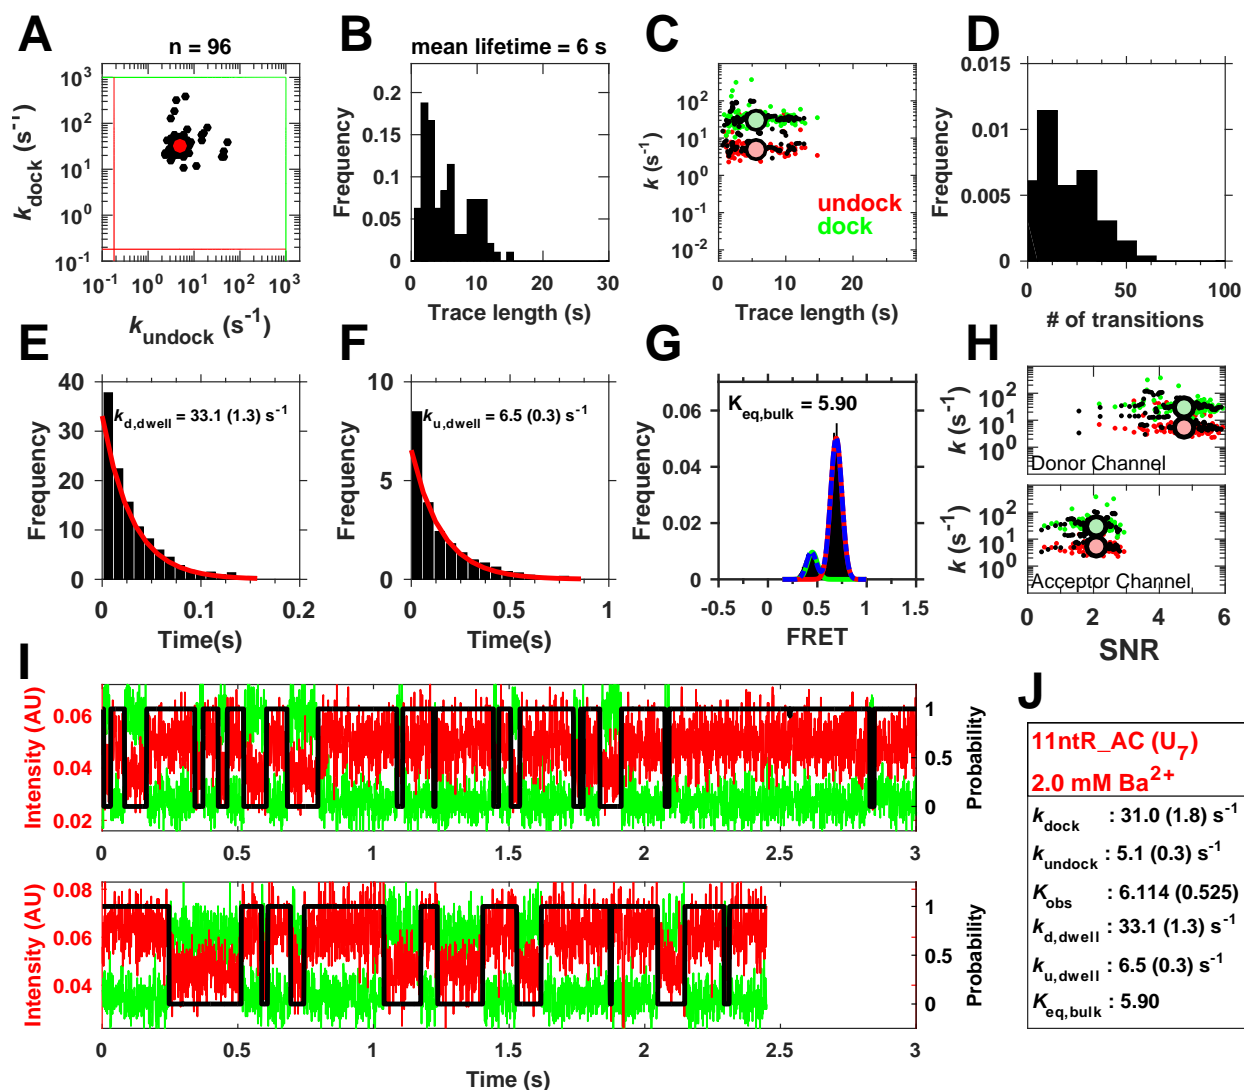 A
n = 96
10³
10²
10¹
10⁰
10⁻¹
k_dock (s⁻¹)
10⁻¹ 10⁰ 10¹ 10² 10³
k_undock (s⁻¹)
B
mean lifetime = 6 s
0.2
0.15
0.1
0.05
0
Frequency
0 10 20 30
Trace length (s)
C
10²
10¹
10⁰
10⁻¹
10⁻²
k (s⁻¹)
undock
dock
0 10 20
Trace length (s)
D
0.015
0.01
0.005
0
Frequency
0 50 100
# of transitions
E
40
30
20
10
0
Frequency
k_d,dwell = 33.1 (1.3) s⁻¹
0 0.1 0.2
Time(s)
F
10
5
0
Frequency
k_u,dwell = 6.5 (0.3) s⁻¹
0 0.5 1
Time(s)
G
K_eq,bulk = 5.90
0.06
0.04
0.02
0
Frequency
-0.5 0 0.5 1 1.5
FRET
H
10²
10¹
10⁰
k (s⁻¹)
Donor Channel
10²
10¹
10⁰
k (s⁻¹)
Acceptor Channel
0 2 4 6
SNR
I
0.06
0.04
0.02
Intensity (AU)
1
0.5
0
Probability
0 0.5 1 1.5 2 2.5 3
0.08
0.06
0.04
Intensity (AU)
1
0.5
0
Probability
0 0.5 1 1.5 2 2.5 3
Time (s)
J
11ntR_AC (U₇)
2.0 mM Ba²⁺
k_dock : 31.0 (1.8) s⁻¹
k_undock : 5.1 (0.3) s⁻¹
K_obs : 6.114 (0.525)
k_d,dwell : 33.1 (1.3) s⁻¹
k_u,dwell : 6.5 (0.3) s⁻¹
K_eq,bulk : 5.90